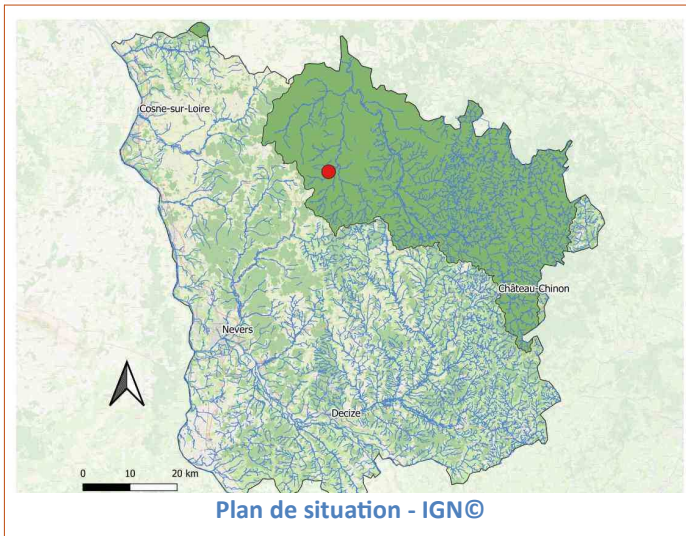 Cosne-sur-Loire
Château-Chinon
Nevers
Decize
0 10 20 km
Plan de situation - IGN©